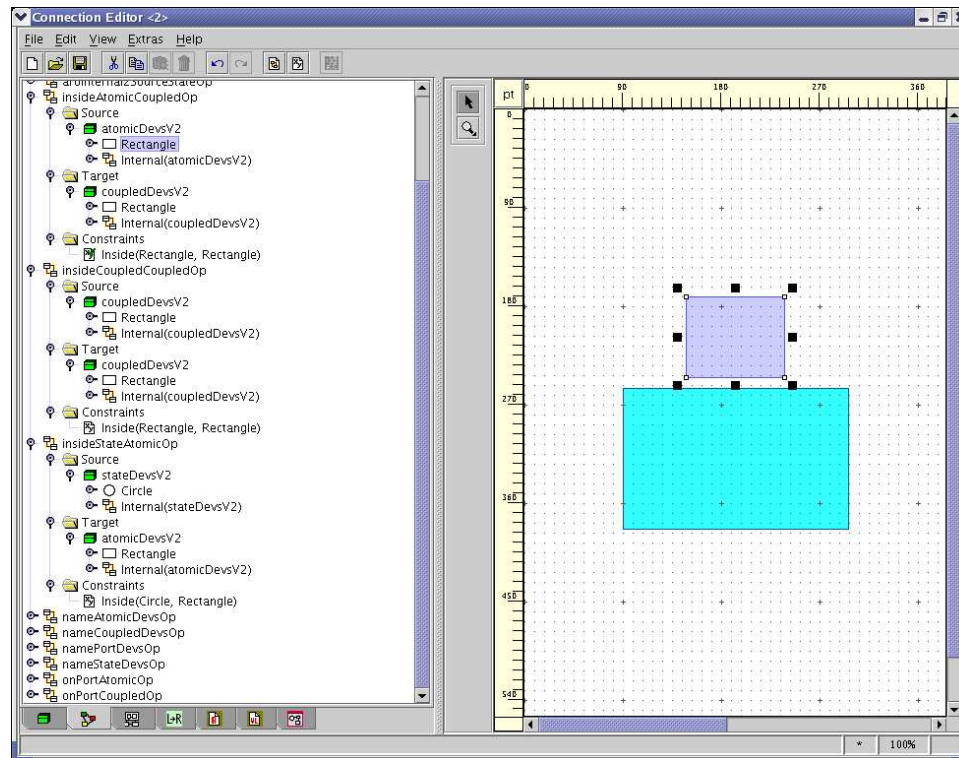 Connection Editor <2>
File Edit View Extras Help
insideAtomicCoupledOp
Source
atomicDevsV2
Rectangle
Internal(atomicDevsV2)
Target
coupledDevsV2
Rectangle
Internal(coupledDevsV2)
Constraints
Inside(Rectangle, Rectangle)
insideCoupledCoupledOp
Source
coupledDevsV2
Rectangle
Internal(coupledDevsV2)
Target
coupledDevsV2
Rectangle
Internal(coupledDevsV2)
Constraints
Inside(Rectangle, Rectangle)
insideStateAtomicOp
Source
stateDevsV2
Circle
Internal(stateDevsV2)
Target
atomicDevsV2
Rectangle
Internal(atomicDevsV2)
Constraints
Inside(Circle, Rectangle)
nameAtomicDevsOp
nameCoupledDevsOp
namePortDevsOp
nameStateDevsOp
onPortAtomicOp
onPortCoupledOp
L→R
pt
0 90 180 270 360
0
90
180
270
360
450
540
* 100%